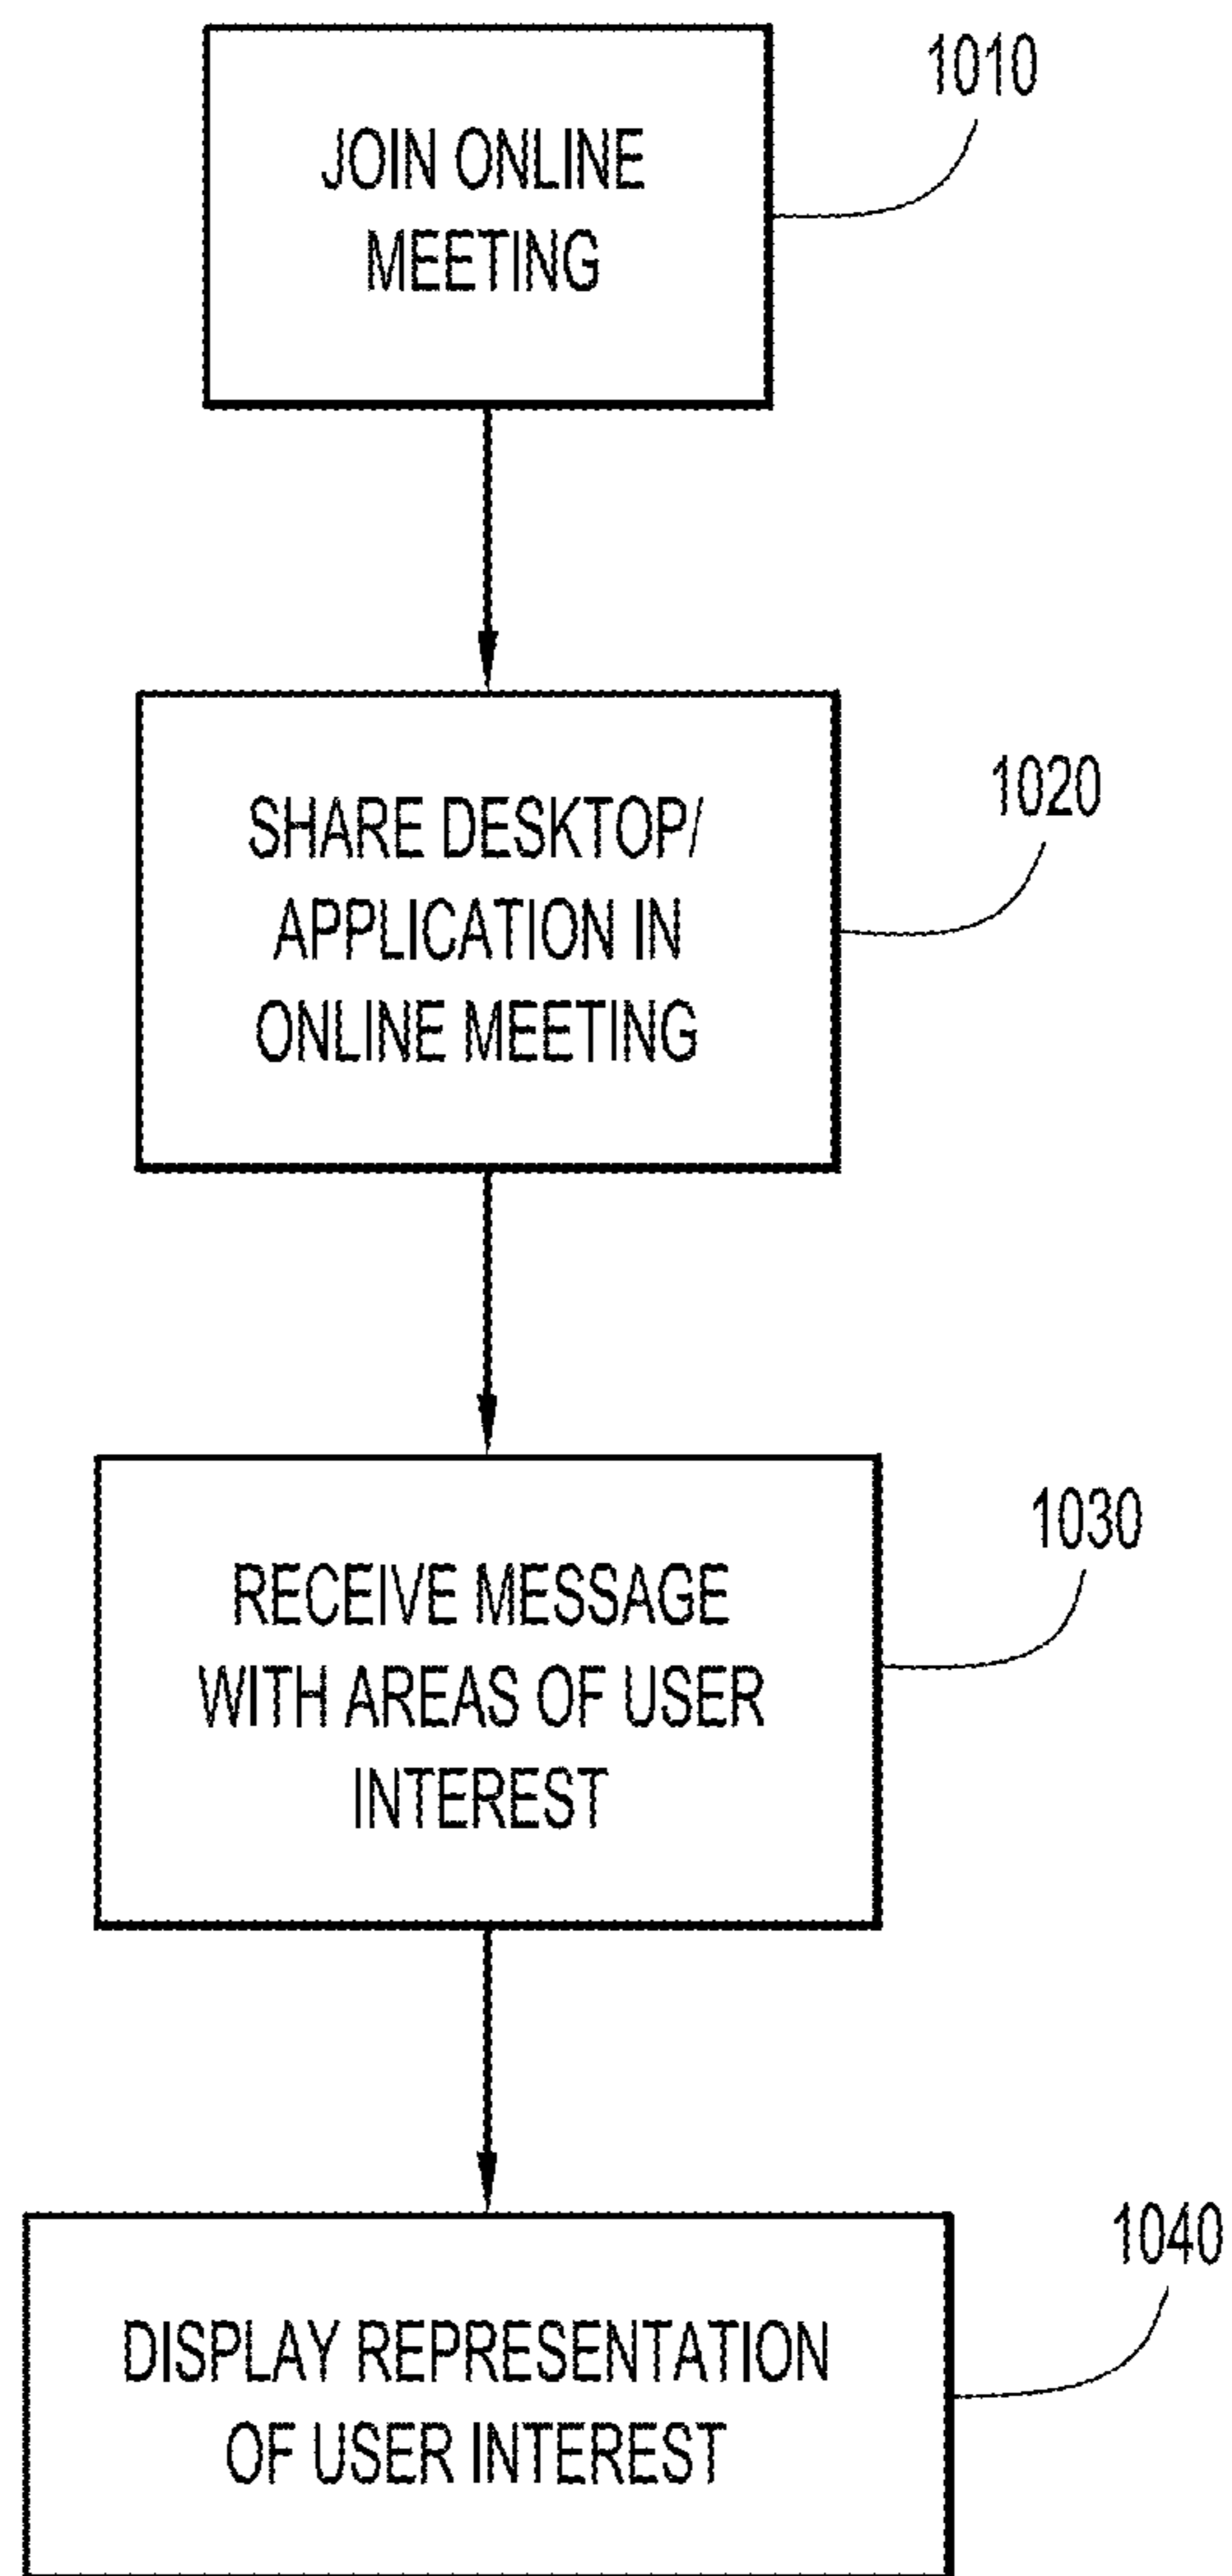 JOIN ONLINE
MEETING
1010
SHARE DESKTOP/
APPLICATION IN
ONLINE MEETING
1020
RECEIVE MESSAGE
WITH AREAS OF USER
INTEREST
1030
DISPLAY REPRESENTATION
OF USER INTEREST
1040